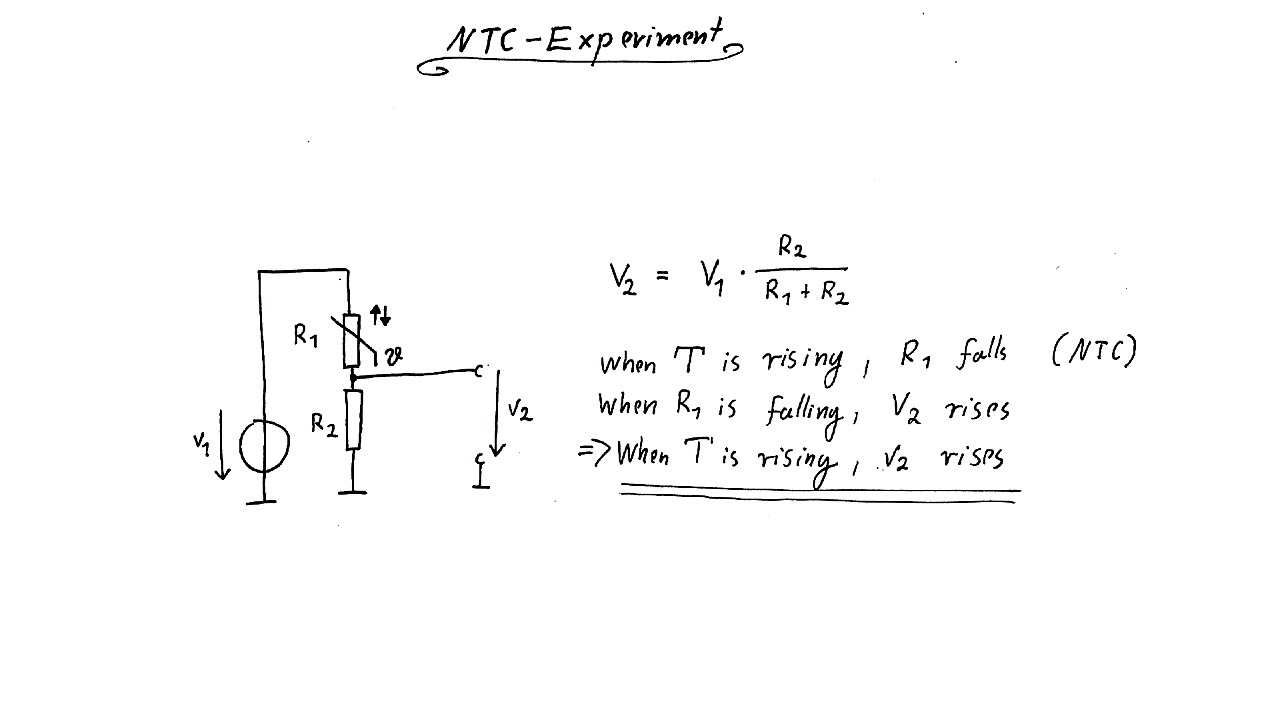 NTC-Experiment
V₂ = V₁ · R₂ / (R₁ + R₂)
R₁
ϑ
R₂
V₁
V₂
when T is rising, R₁ falls (NTC)
when R₁ is falling, V₂ rises
=> When T is rising, V₂ rises